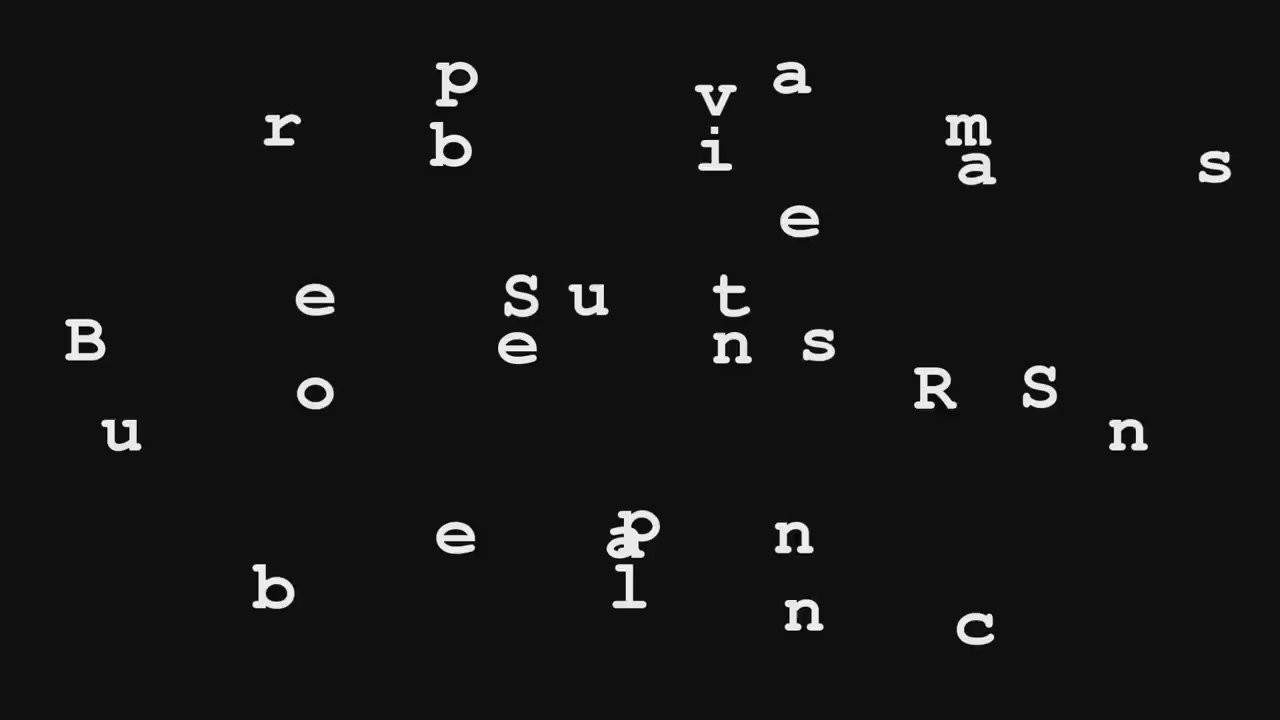 p v a
r b i m a s
e
e S u t
B e n s
o R S
u n
e a p n
b l n c